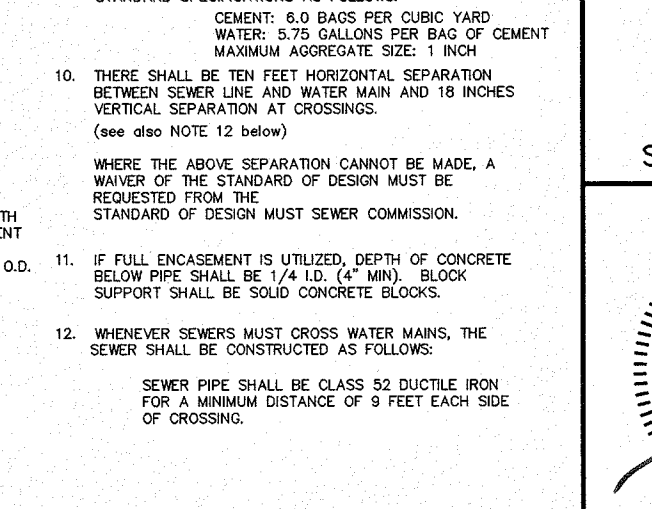 STANDARD SPECIFICATIONS AS FOLLOWS:
CEMENT: 6.0 BAGS PER CUBIC YARD
WATER: 5.75 GALLONS PER BAG OF CEMENT
MAXIMUM AGGREGATE SIZE: 1 INCH
10. THERE SHALL BE TEN FEET HORIZONTAL SEPARATION
BETWEEN SEWER LINE AND WATER MAIN AND 18 INCHES
VERTICAL SEPARATION AT CROSSINGS.
(see also NOTE 12 below)
WHERE THE ABOVE SEPARATION CANNOT BE MADE, A
WAIVER OF THE STANDARD OF DESIGN MUST BE
REQUESTED FROM THE
STANDARD OF DESIGN MUST SEWER COMMISSION.
TH
ENT
O.D.
11. IF FULL ENCASEMENT IS UTILIZED, DEPTH OF CONCRETE
BELOW PIPE SHALL BE 1/4 I.D. (4" MIN). BLOCK
SUPPORT SHALL BE SOLID CONCRETE BLOCKS.
12. WHENEVER SEWERS MUST CROSS WATER MAINS, THE
SEWER SHALL BE CONSTRUCTED AS FOLLOWS:
SEWER PIPE SHALL BE CLASS 52 DUCTILE IRON
FOR A MINIMUM DISTANCE OF 9 FEET EACH SIDE
OF CROSSING.
S